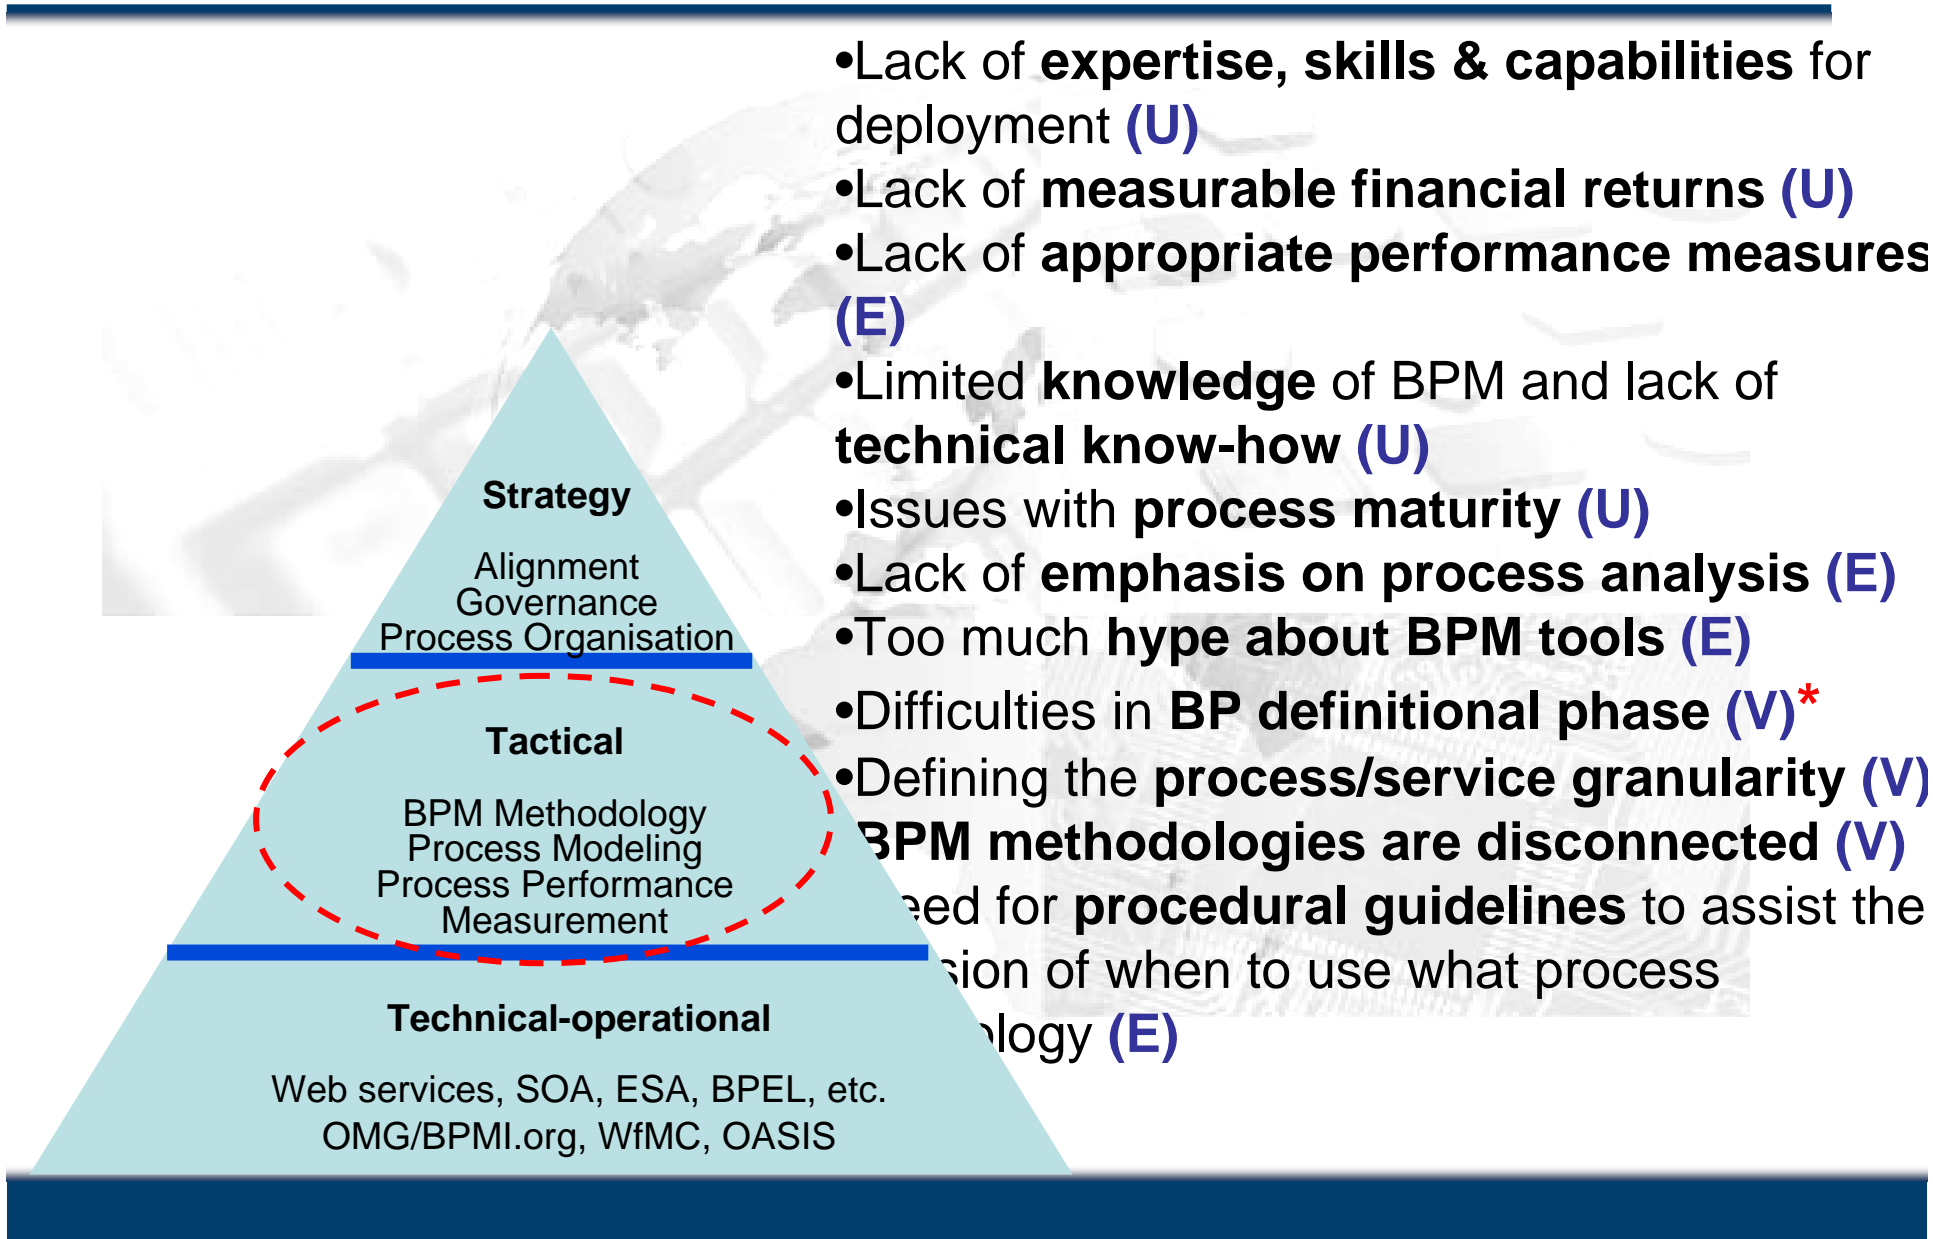 •Lack of expertise, skills & capabilities for
deployment (U)
•Lack of measurable financial returns (U)
•Lack of appropriate performance measures
(E)
•Limited knowledge of BPM and lack of
technical know-how (U)
•Issues with process maturity (U)
•Lack of emphasis on process analysis (E)
•Too much hype about BPM tools (E)
•Difficulties in BP definitional phase (V)*
•Defining the process/service granularity (V)
BPM methodologies are disconnected (V)
eed for procedural guidelines to assist the
sion of when to use what process
ology (E)
Strategy
Alignment
Governance
Process Organisation
Tactical
BPM Methodology
Process Modeling
Process Performance
Measurement
Technical-operational
Web services, SOA, ESA, BPEL, etc.
OMG/BPMI.org, WfMC, OASIS